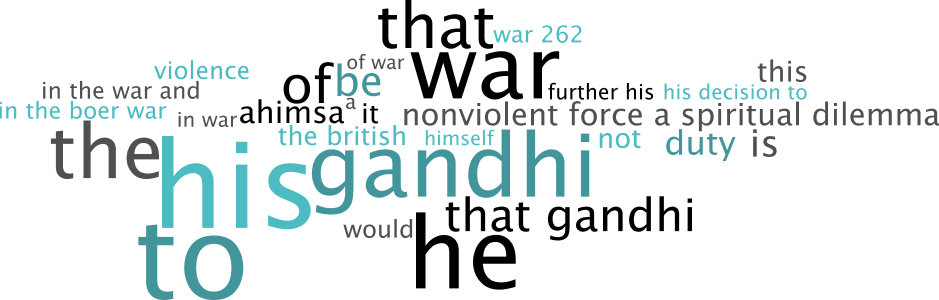 that
war 262
of war
war
violence
of
be
this
in the war and
further his
his decision to
a
in the boer war
in war
ahimsa
it
nonviolent force a spiritual dilemma
the
the british
himself
not
duty
is
his
gandhi
that gandhi
would
he
to